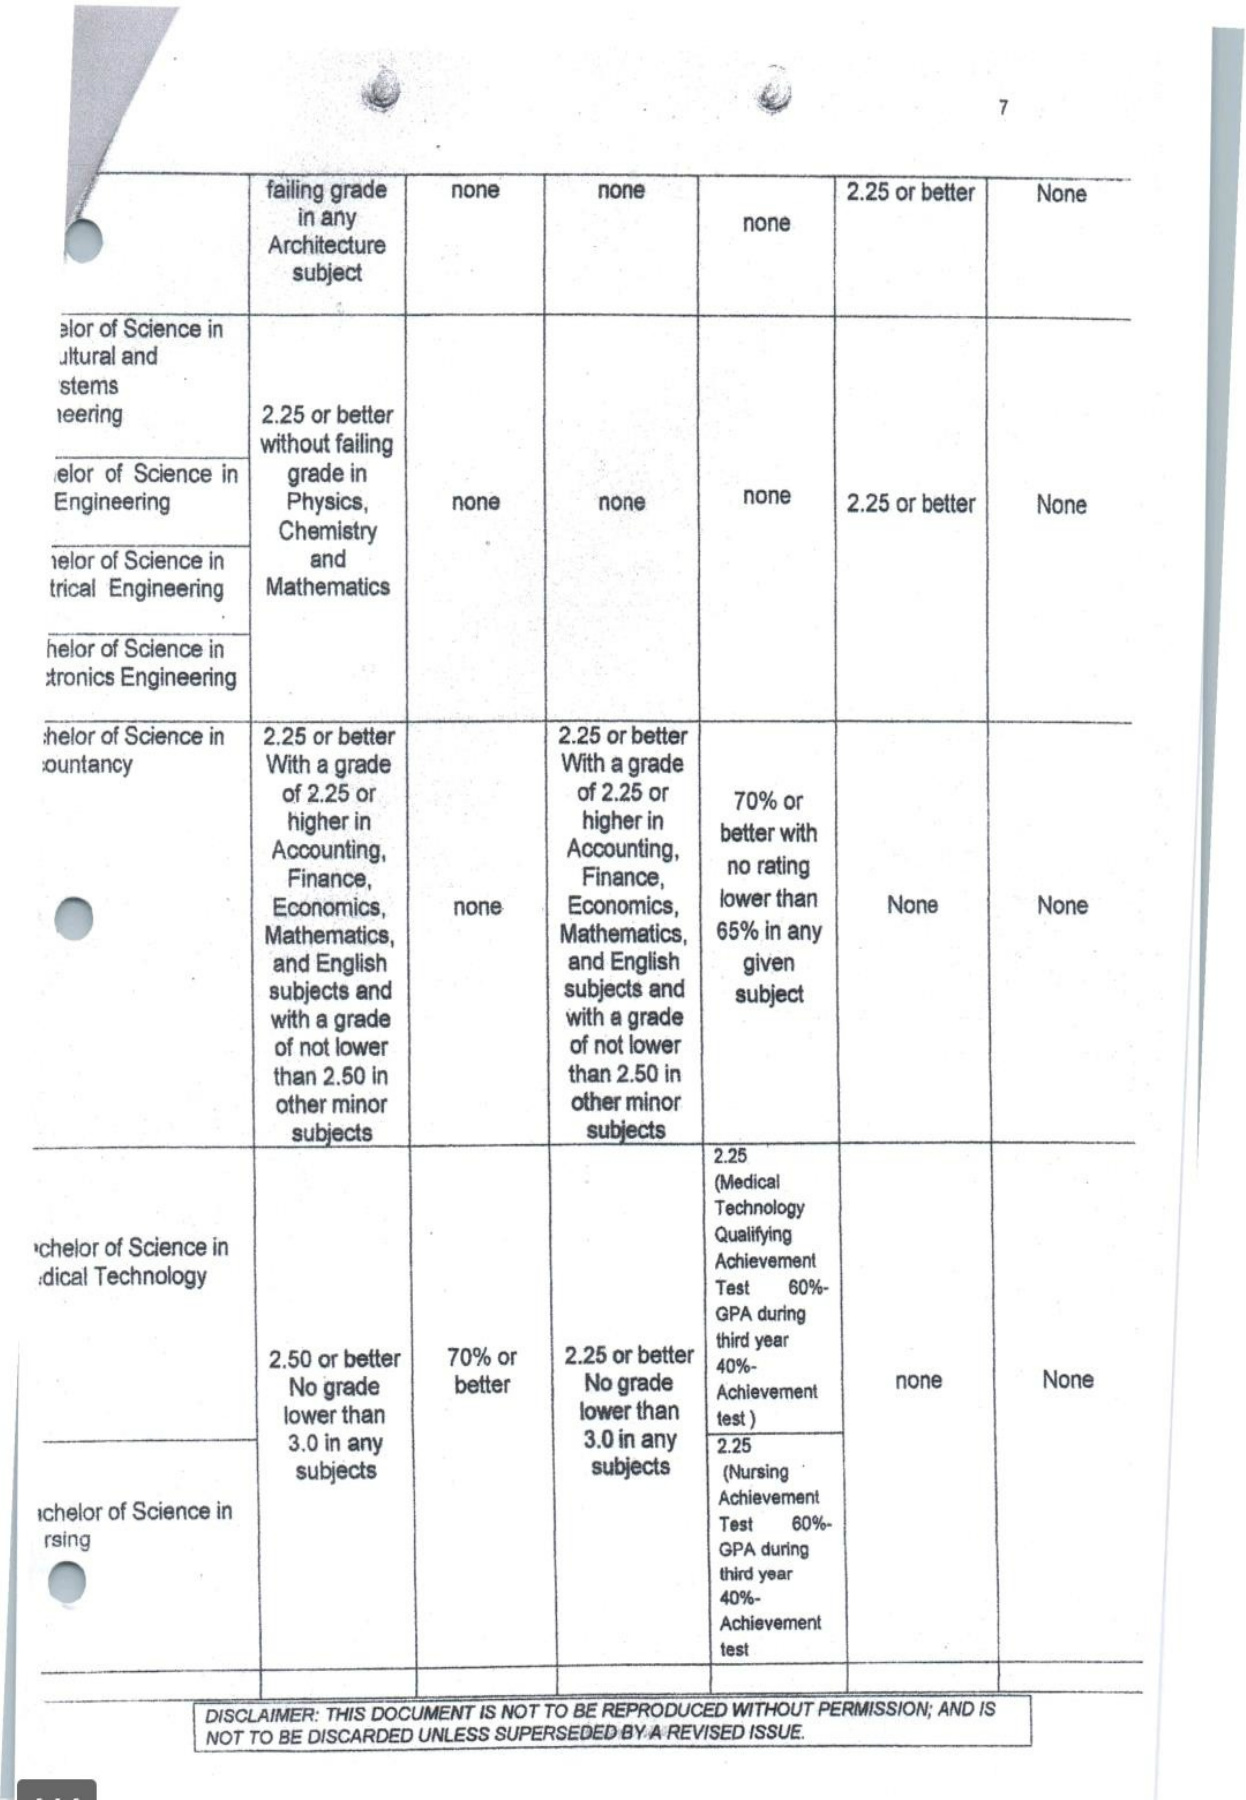 7
failing grade
in any
Architecture
subject
none
none
none
2.25 or better
None
elor of Science in
ultural and
stems
neering
elor of Science in
Engineering
helor of Science in
trical Engineering
helor of Science in
tronics Engineering
2.25 or better
without failing
grade in
Physics,
Chemistry
and
Mathematics
none
none
none
2.25 or better
None
helor of Science in
ountancy
2.25 or better
With a grade
of 2.25 or
higher in
Accounting,
Finance,
Economics,
Mathematics,
and English
subjects and
with a grade
of not lower
than 2.50 in
other minor
subjects
none
2.25 or better
With a grade
of 2.25 or
higher in
Accounting,
Finance,
Economics,
Mathematics,
and English
subjects and
with a grade
of not lower
than 2.50 in
other minor
subjects
70% or
better with
no rating
lower than
65% in any
given
subject
None
None
chelor of Science in
dical Technology
achelor of Science in
rsing
2.50 or better
No grade
lower than
3.0 in any
subjects
70% or
better
2.25 or better
No grade
lower than
3.0 in any
subjects
2.25
(Medical
Technology
Qualifying
Achievement
Test 60%-
GPA during
third year
40%-
Achievement
test )
2.25
(Nursing
Achievement
Test 60%-
GPA during
third year
40%-
Achievement
test
none
None
DISCLAIMER: THIS DOCUMENT IS NOT TO BE REPRODUCED WITHOUT PERMISSION; AND IS
NOT TO BE DISCARDED UNLESS SUPERSEDED BY A REVISED ISSUE.